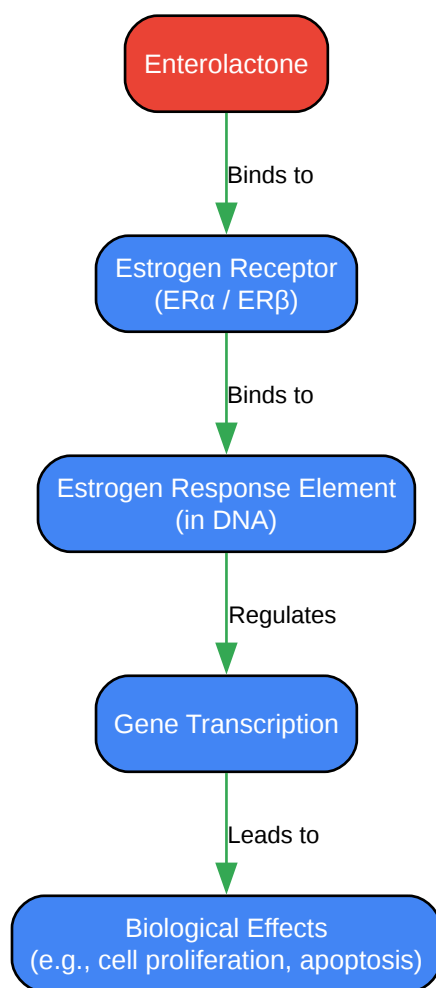 Enterolactone
Binds to
Estrogen Receptor
(ERα / ERβ)
Binds to
Estrogen Response Element
(in DNA)
Regulates
Gene Transcription
Leads to
Biological Effects
(e.g., cell proliferation, apoptosis)